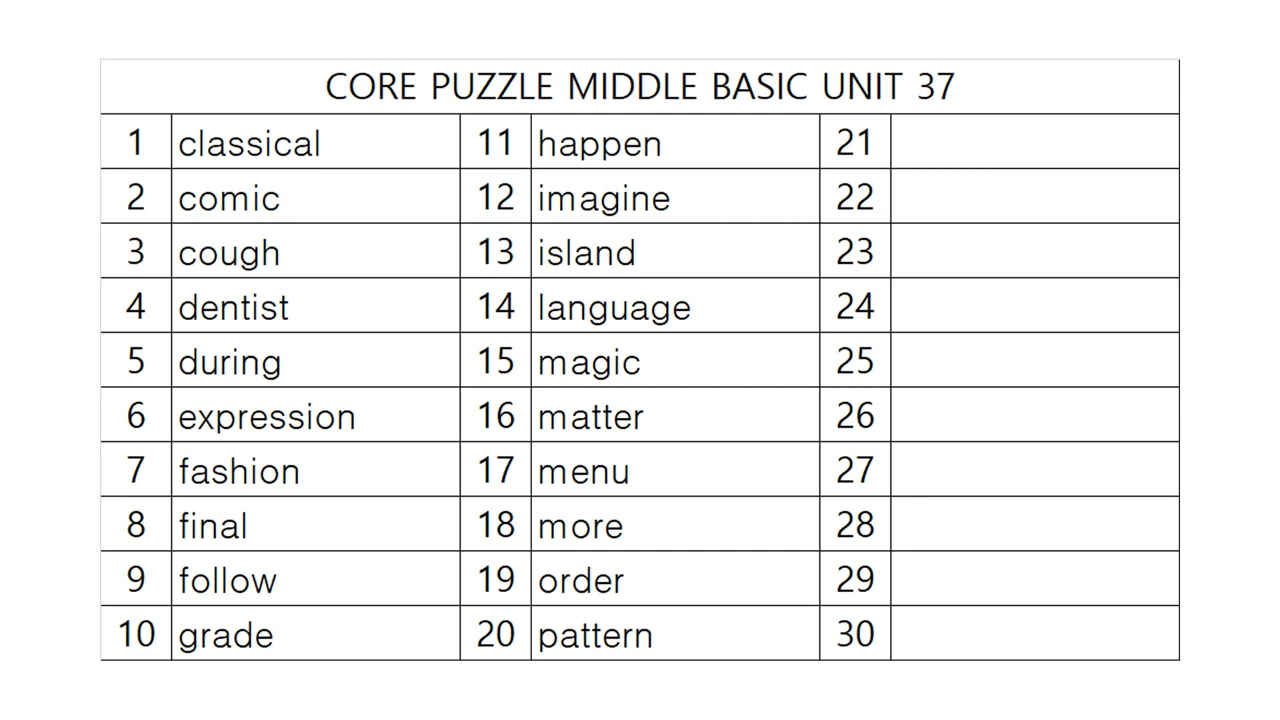 CORE PUZZLE MIDDLE BASIC UNIT 37
1 classical 11 happen 21
2 comic 12 imagine 22
3 cough 13 island 23
4 dentist 14 language 24
5 during 15 magic 25
6 expression 16 matter 26
7 fashion 17 menu 27
8 final 18 more 28
9 follow 19 order 29
10 grade 20 pattern 30